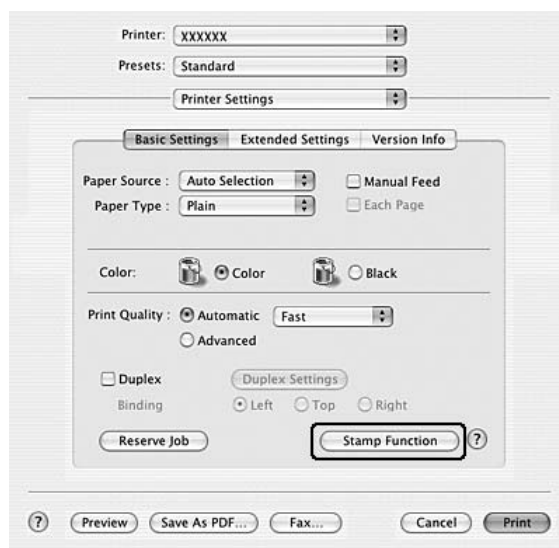 Printer: XXXXXX
Presets: Standard
Printer Settings
Basic Settings Extended Settings Version Info
Paper Source : Auto Selection Manual Feed
Paper Type : Plain Each Page
Color: Color Black
Print Quality : Automatic Fast
Advanced
Duplex Duplex Settings
Binding Left Top Right
Reserve Job Stamp Function ?
? Preview Save As PDF... Fax... Cancel Print